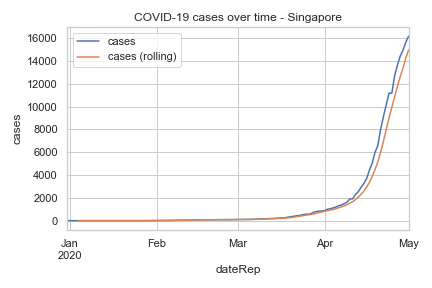 COVID-19 cases over time - Singapore
cases
cases (rolling)
16000
14000
12000
10000
8000
6000
4000
2000
0
cases
Jan Feb Mar Apr May
2020
dateRep